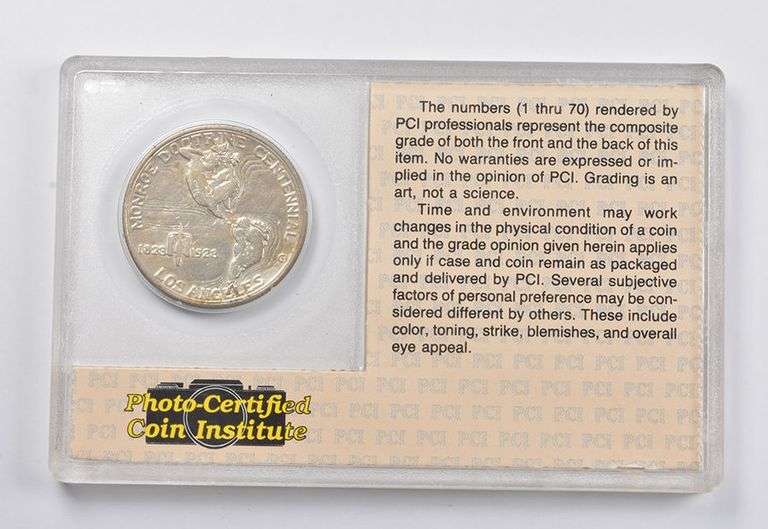 MONROE DOCTRINE CENTENNIAL
1823 1923
LOS ANGELES
The numbers (1 thru 70) rendered by
PCI professionals represent the composite
grade of both the front and the back of this
item. No warranties are expressed or im-
plied in the opinion of PCI. Grading is an
art, not a science.
Time and environment may work
changes in the physical condition of a coin
and the grade opinion given herein applies
only if case and coin remain as packaged
and delivered by PCI. Several subjective
factors of personal preference may be con-
sidered different by others. These include
color, toning, strike, blemishes, and overall
eye appeal.
Photo-Certified
Coin Institute